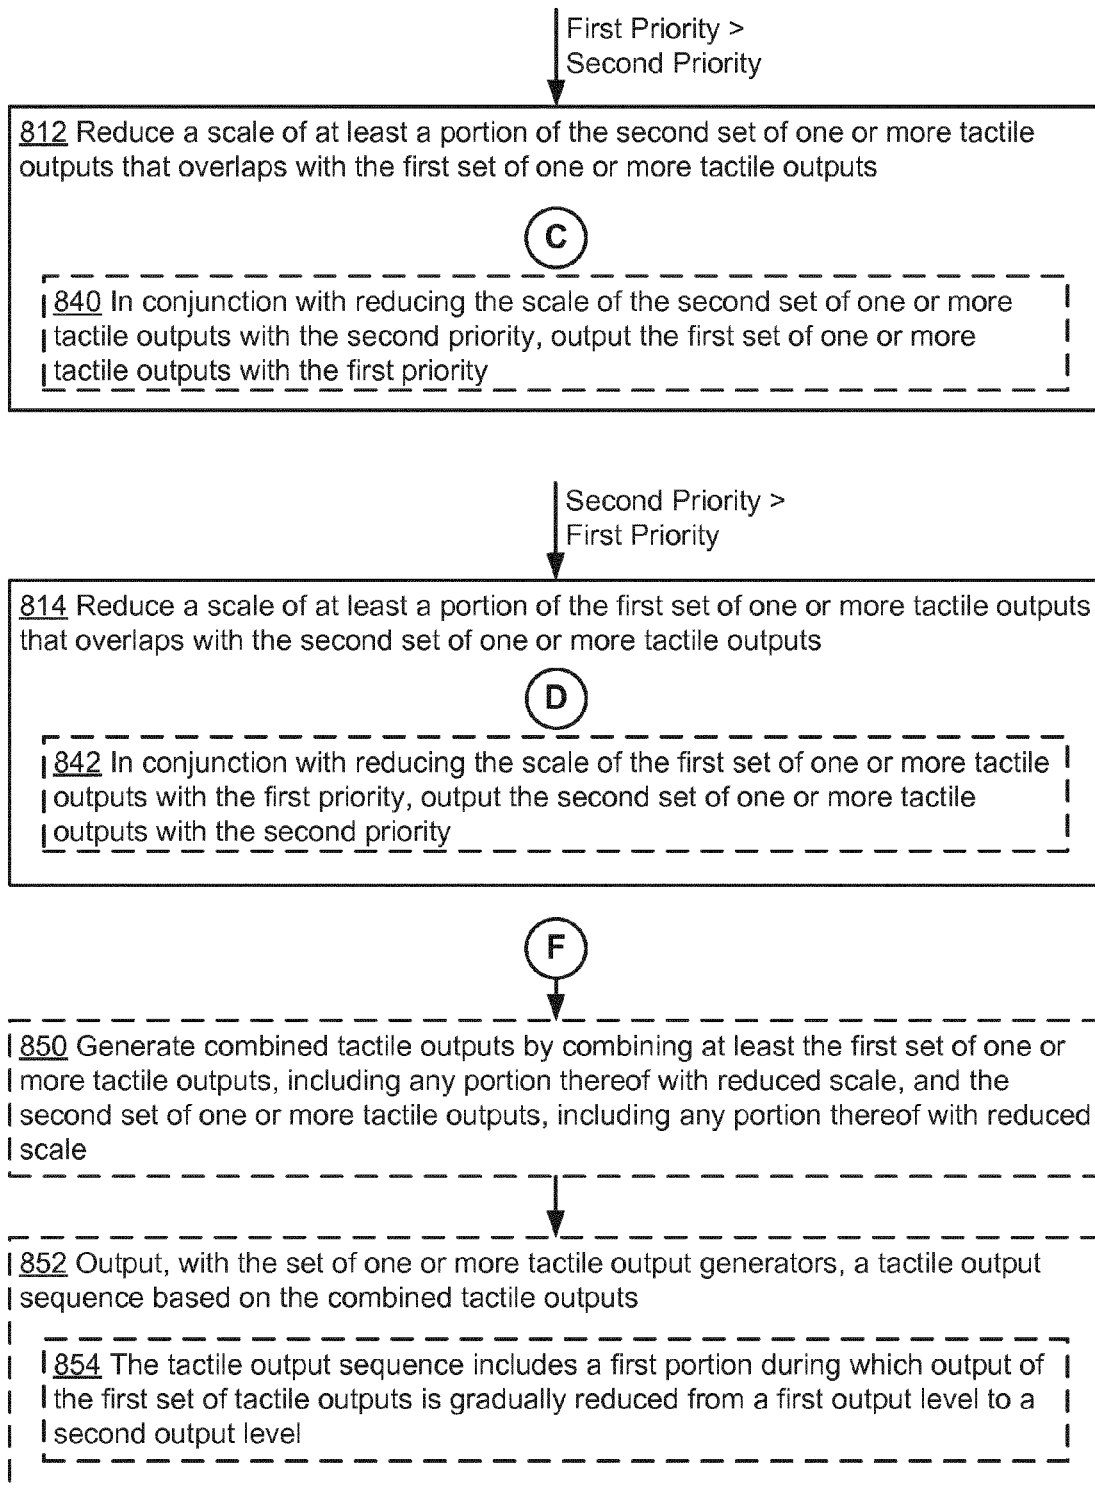 First Priority >
Second Priority
812 Reduce a scale of at least a portion of the second set of one or more tactile
outputs that overlaps with the first set of one or more tactile outputs
C
840 In conjunction with reducing the scale of the second set of one or more
tactile outputs with the second priority, output the first set of one or more
tactile outputs with the first priority
Second Priority >
First Priority
814 Reduce a scale of at least a portion of the first set of one or more tactile outputs
that overlaps with the second set of one or more tactile outputs
D
842 In conjunction with reducing the scale of the first set of one or more tactile
outputs with the first priority, output the second set of one or more tactile
outputs with the second priority
F
850 Generate combined tactile outputs by combining at least the first set of one or
more tactile outputs, including any portion thereof with reduced scale, and the
second set of one or more tactile outputs, including any portion thereof with reduced
scale
852 Output, with the set of one or more tactile output generators, a tactile output
sequence based on the combined tactile outputs
854 The tactile output sequence includes a first portion during which output of
the first set of tactile outputs is gradually reduced from a first output level to a
second output level